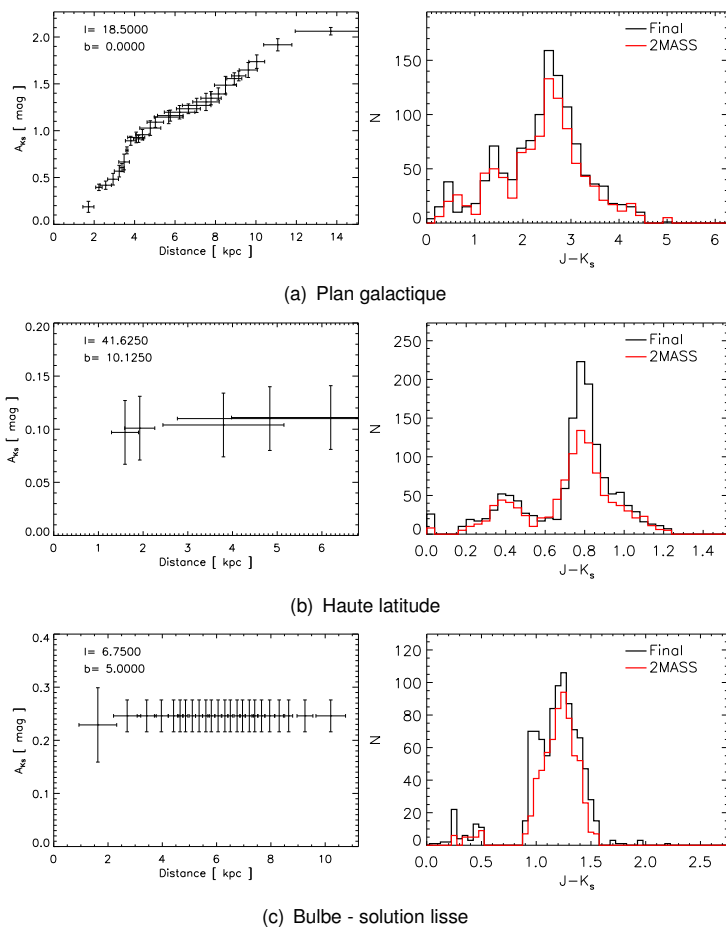 l= 18.5000
b= 0.0000
A_Ks [ mag ]
2.0
1.5
1.0
0.5
0.0
0 2 4 6 8 10 12 14
Distance [ kpc ]
Final
2MASS
N
150
100
50
0
0 1 2 3 4 5 6
J-K_s
(a) Plan galactique
l= 41.6250
b= 10.1250
A_Ks [ mag ]
0.20
0.15
0.10
0.05
0.00
0 1 2 3 4 5 6
Distance [ kpc ]
Final
2MASS
N
250
200
150
100
50
0
0.0 0.2 0.4 0.6 0.8 1.0 1.2 1.4
J-K_s
(b) Haute latitude
l= 6.7500
b= 5.0000
A_Ks [ mag ]
0.4
0.3
0.2
0.1
0.0
0 2 4 6 8 10
Distance [ kpc ]
Final
2MASS
N
120
100
80
60
40
20
0
0.0 0.5 1.0 1.5 2.0 2.5
J-K_s
(c) Bulbe - solution lisse